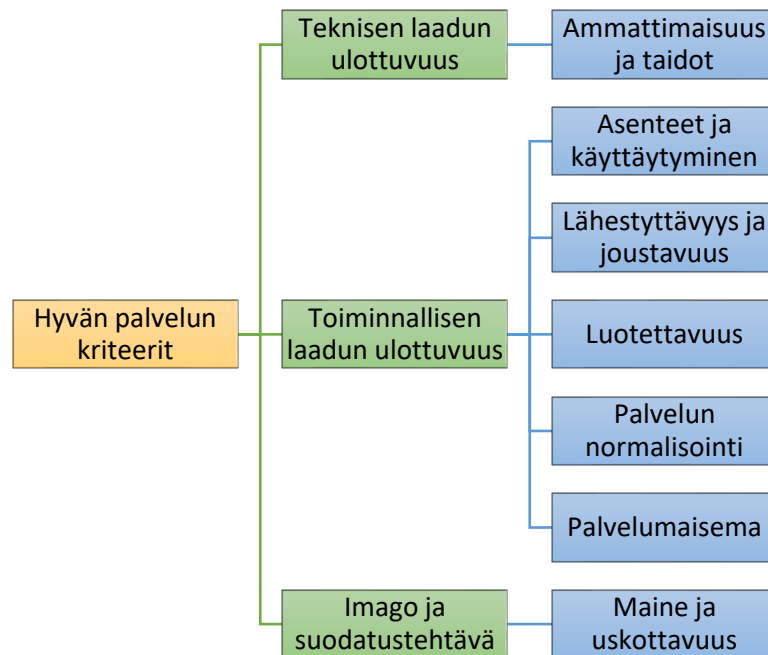 Hyvän palvelun
kriteerit
Teknisen laadun
ulottuvuus
Ammattimaisuus
ja taidot
Toiminnallisen
laadun ulottuvuus
Asenteet ja
käyttäytyminen
Lähestyttävyys ja
joustavuus
Luotettavuus
Palvelun
normalisointi
Palvelumaisema
Imago ja
suodatustehtävä
Maine ja
uskottavuus